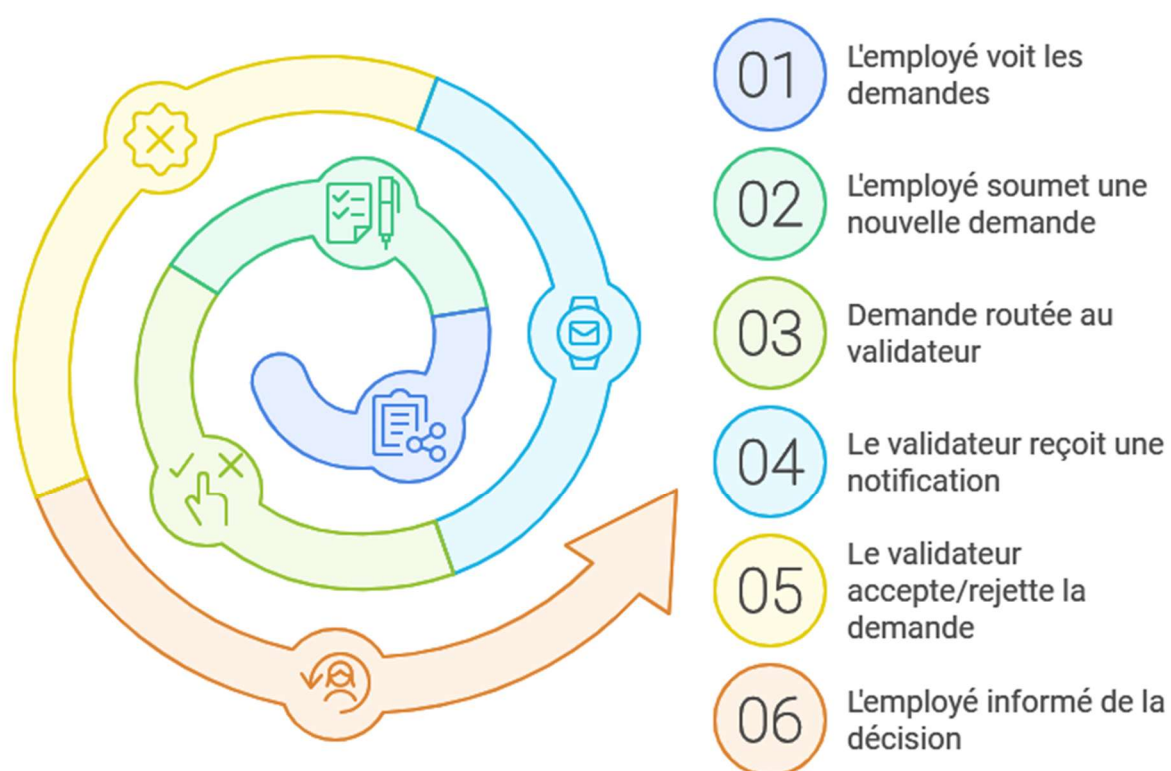 01
L'employé voit les
demandes
02
L'employé soumet une
nouvelle demande
03
Demande routée au
validateur
04
Le validateur reçoit une
notification
05
Le validateur
accepte/rejette la
demande
06
L'employé informé de la
décision